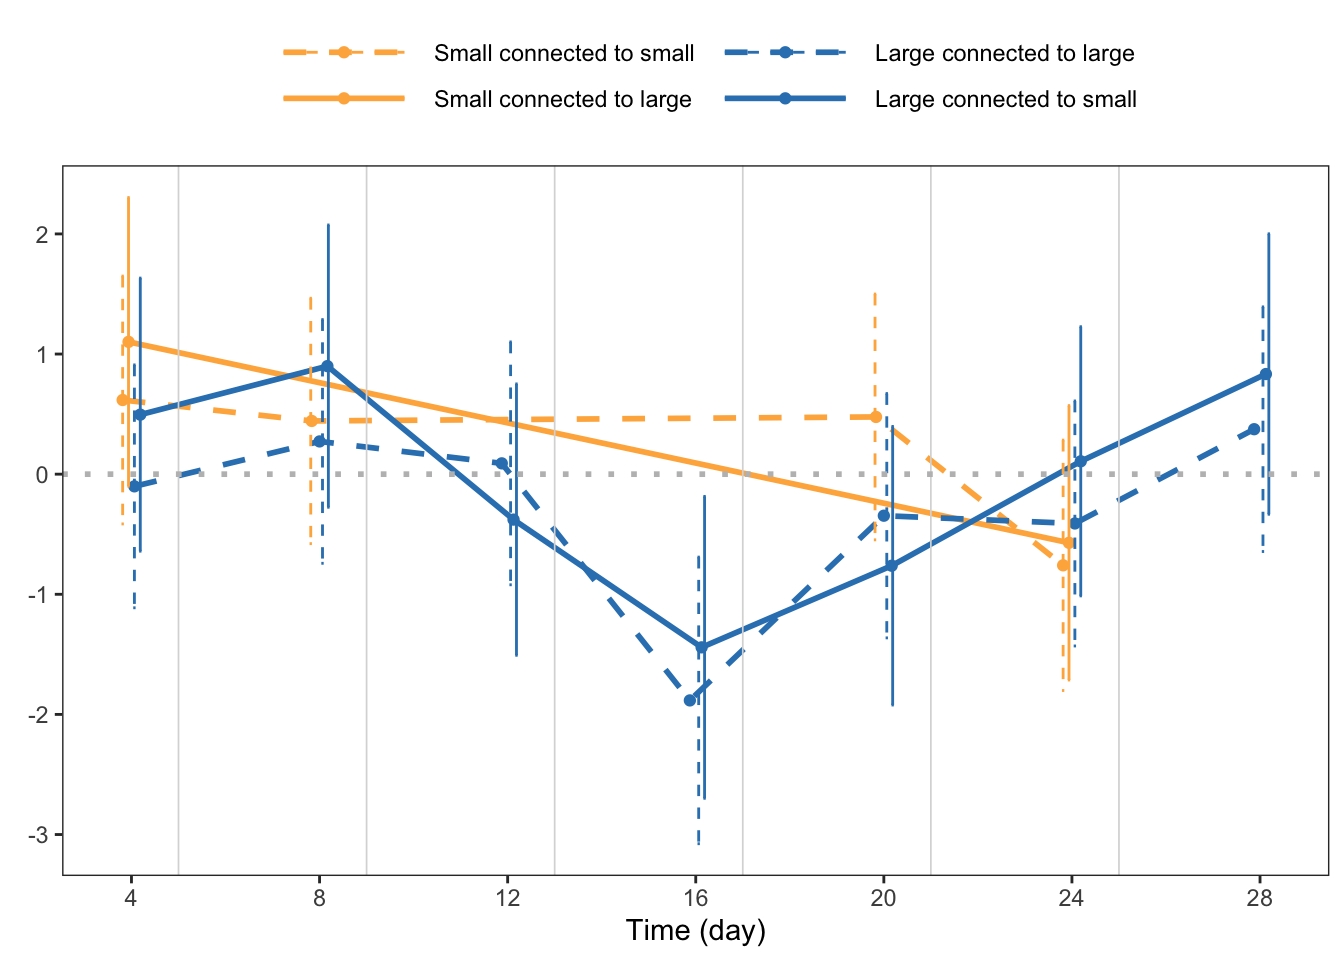 Small connected to small Large connected to large
Small connected to large Large connected to small
2
1
0
-1
-2
-3
4 8 12 16 20 24 28
Time (day)